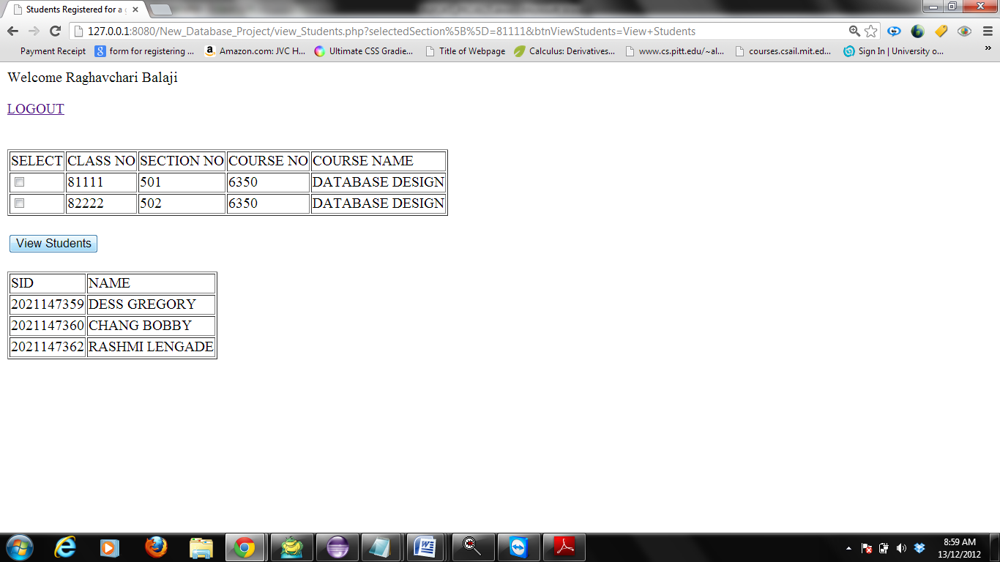 Students Registered for a g
127.0.0.1:8080/New_Database_Project/view_Students.php?selectedSection%5B%5D=81111&btnViewStudents=View+Students
Payment Receipt form for registering ... Amazon.com: JVC H... Ultimate CSS Gradie... Title of Webpage Calculus: Derivatives... www.cs.pitt.edu/~al... courses.csail.mit.ed... Sign In | University o... »
Welcome Raghavchari Balaji
LOGOUT
SELECT CLASS NO SECTION NO COURSE NO COURSE NAME
81111 501 6350 DATABASE DESIGN
82222 502 6350 DATABASE DESIGN
View Students
SID NAME
2021147359 DESS GREGORY
2021147360 CHANG BOBBY
2021147362 RASHMI LENGADE
8:59 AM
13/12/2012